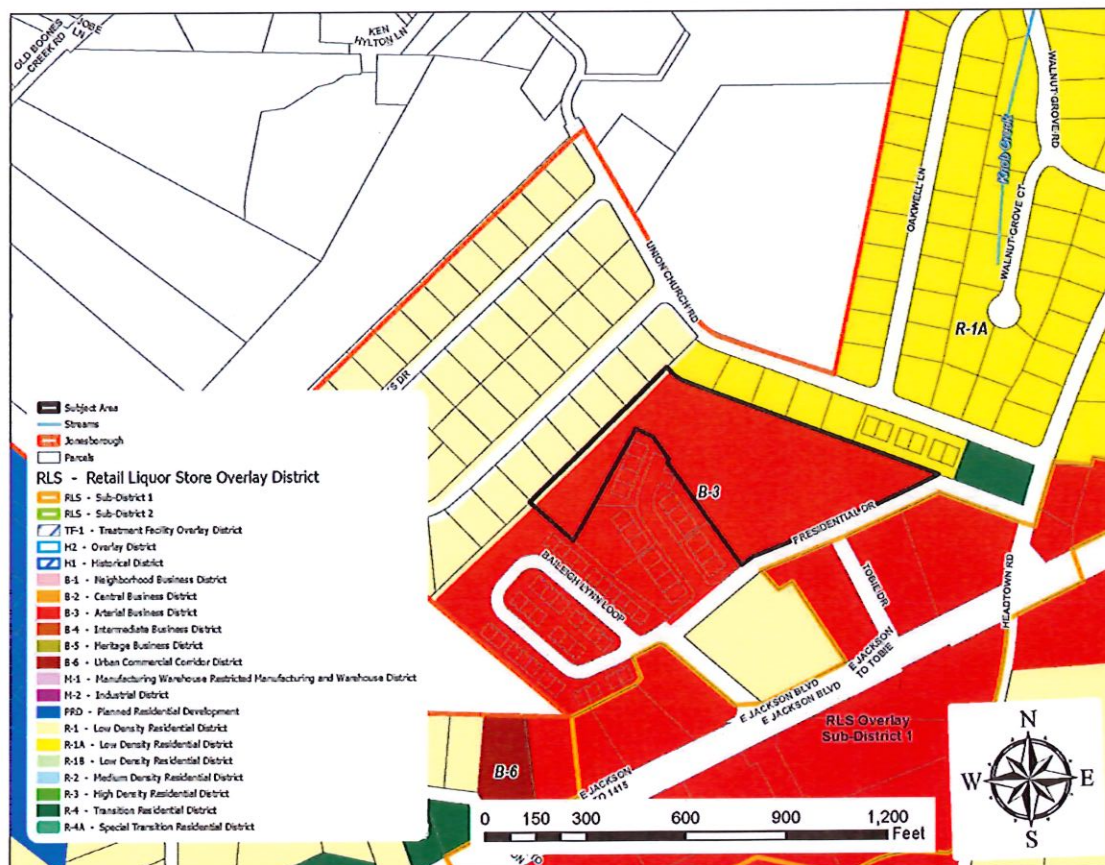 OLD BOONES
CREEK RD
JOBE
LN
KEN
HYLTON LN
WALNUT GROVE RD
Knob Creek
OAKWELL LN
WALNUT GROVE CT
UNION CHURCH RD
R-1A
S DR
B-3
PRESIDENTIAL DR
BAILEIGH LYNN LOOP
TOBIE DR
HEADTOWN RD
E JACKSON
TO TOBIE
E JACKSON BLVD
E JACKSON BLVD
RLS Overlay
Sub-District 1
B-6
E JACKSON
TO 1415
Subject Area
Streams
Jonesborough
Parcels
RLS - Retail Liquor Store Overlay District
RLS - Sub-District 1
RLS - Sub-District 2
TF-1 - Treatment Facility Overlay District
H2 - Overlay District
H1 - Historical District
B-1 - Neighborhood Business District
B-2 - Central Business District
B-3 - Arterial Business District
B-4 - Intermediate Business District
B-5 - Heritage Business District
B-6 - Urban Commercial Corridor District
M-1 - Manufacturing Warehouse Restricted Manufacturing and Warehouse District
M-2 - Industrial District
PRD - Planned Residential Development
R-1 - Low Density Residential District
R-1A - Low Density Residential District
R-1B - Low Density Residential District
R-2 - Medium Density Residential District
R-3 - High Density Residential District
R-4 - Transition Residential District
R-4A - Special Transition Residential District
0 150 300 600 900 1,200
Feet
N
W E
S